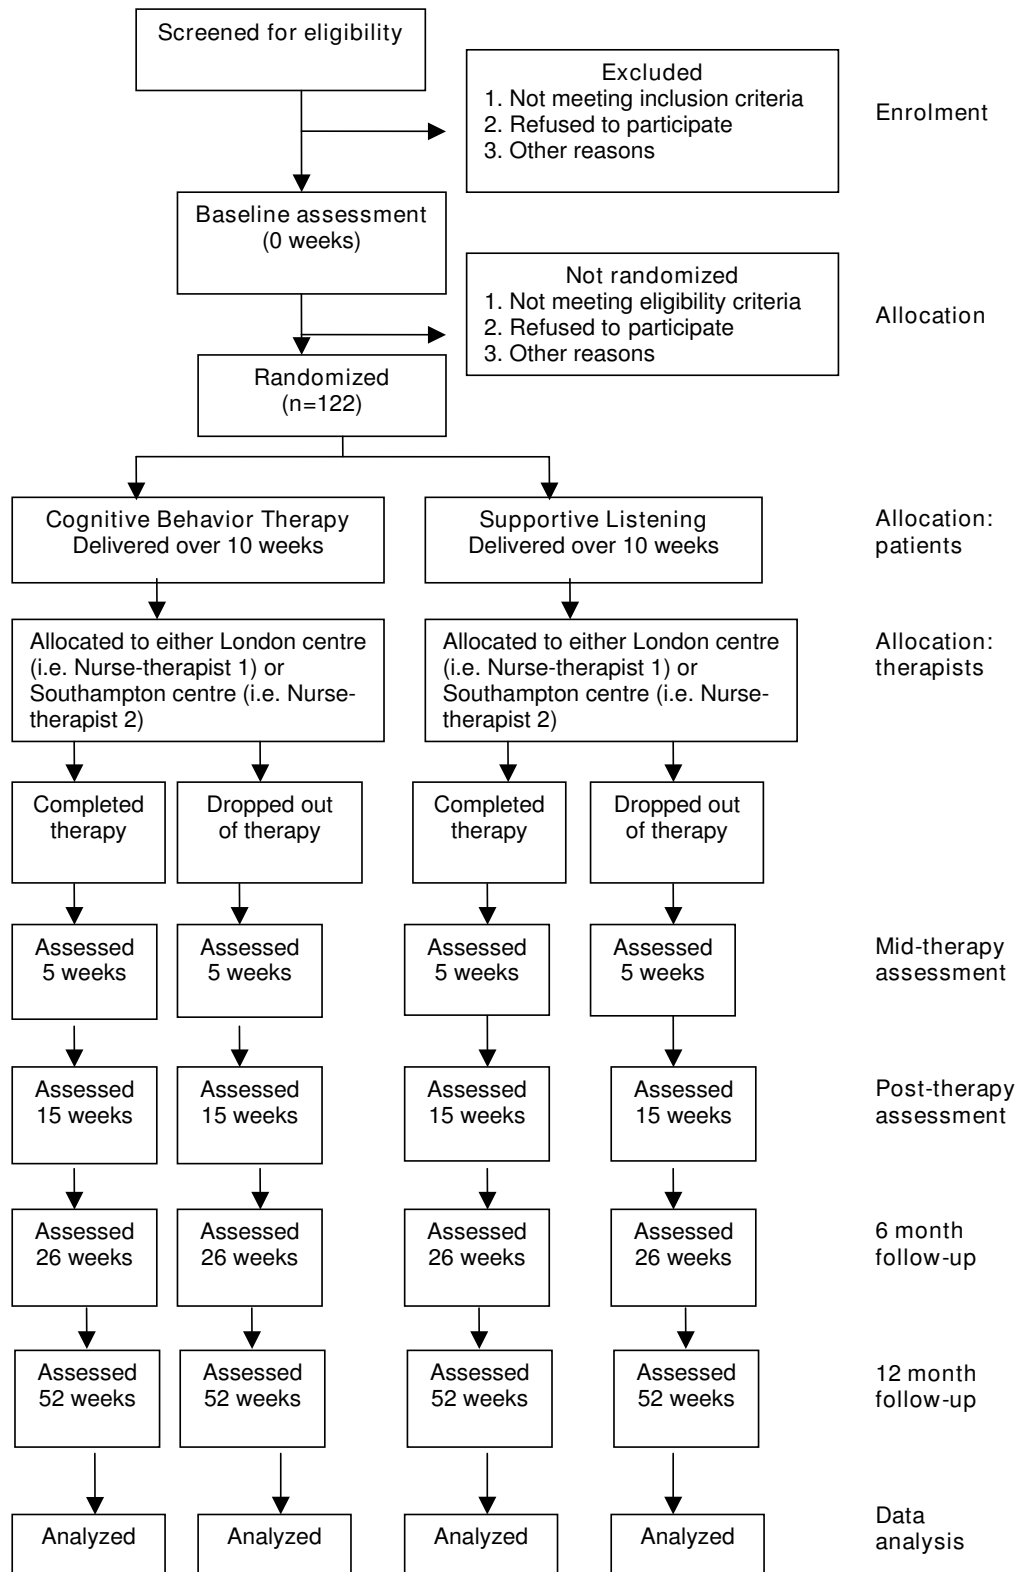 Screened for eligibility
Excluded
1. Not meeting inclusion criteria
2. Refused to participate
3. Other reasons
Enrolment
Baseline assessment
(0 weeks)
Not randomized
1. Not meeting eligibility criteria
2. Refused to participate
3. Other reasons
Allocation
Randomized
(n=122)
Cognitive Behavior Therapy
Delivered over 10 weeks
Supportive Listening
Delivered over 10 weeks
Allocation:
patients
Allocated to either London centre
(i.e. Nurse-therapist 1) or
Southampton centre (i.e. Nurse-
therapist 2)
Allocated to either London centre
(i.e. Nurse-therapist 1) or
Southampton centre (i.e. Nurse-
therapist 2)
Allocation:
therapists
Completed
therapy
Dropped out
of therapy
Completed
therapy
Dropped out
of therapy
Assessed
5 weeks
Assessed
5 weeks
Assessed
5 weeks
Assessed
5 weeks
Mid-therapy
assessment
Assessed
15 weeks
Assessed
15 weeks
Assessed
15 weeks
Assessed
15 weeks
Post-therapy
assessment
Assessed
26 weeks
Assessed
26 weeks
Assessed
26 weeks
Assessed
26 weeks
6 month
follow-up
Assessed
52 weeks
Assessed
52 weeks
Assessed
52 weeks
Assessed
52 weeks
12 month
follow-up
Analyzed
Analyzed
Analyzed
Analyzed
Data
analysis